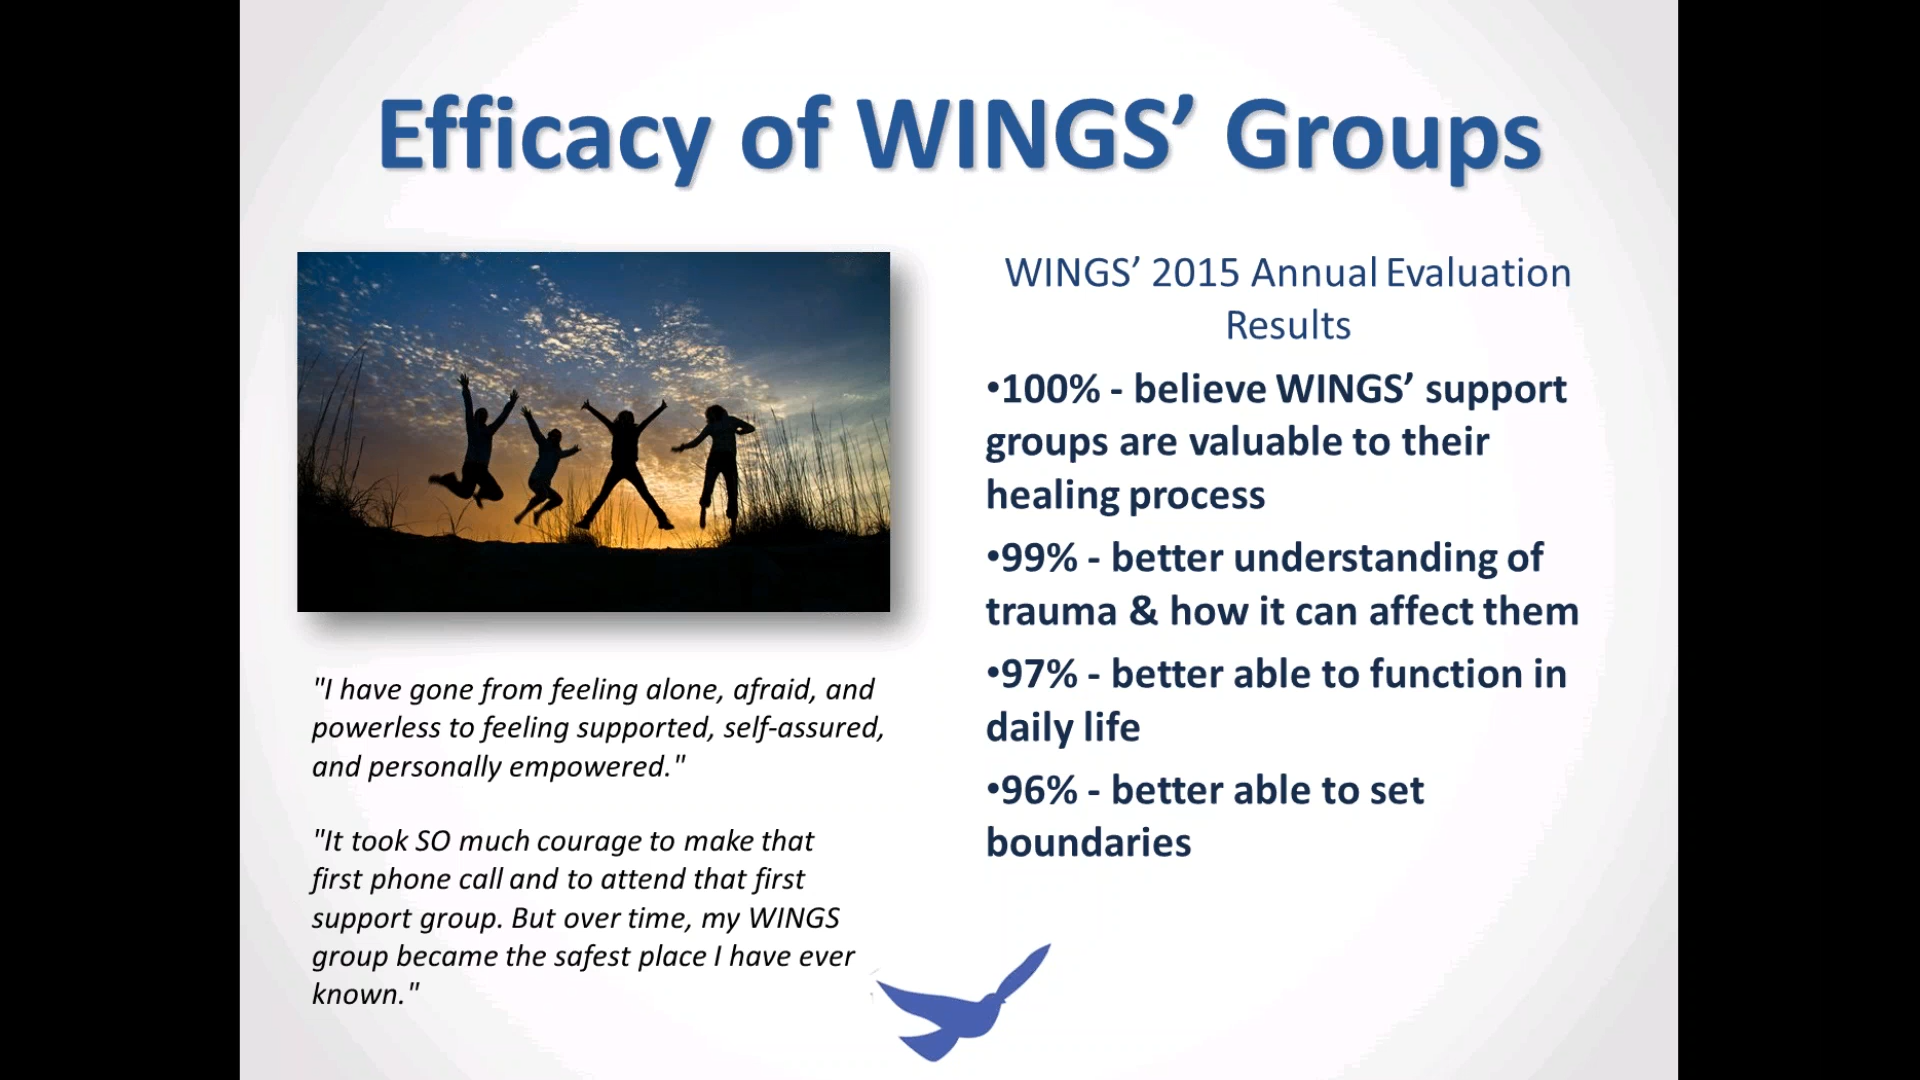 Efficacy of WINGS’ Groups
"I have gone from feeling alone, afraid, and
powerless to feeling supported, self-assured,
and personally empowered."
"It took SO much courage to make that
first phone call and to attend that first
support group. But over time, my WINGS
group became the safest place I have ever
known."
WINGS’ 2015 Annual Evaluation
Results
•100% - believe WINGS’ support
groups are valuable to their
healing process
•99% - better understanding of
trauma & how it can affect them
•97% - better able to function in
daily life
•96% - better able to set
boundaries